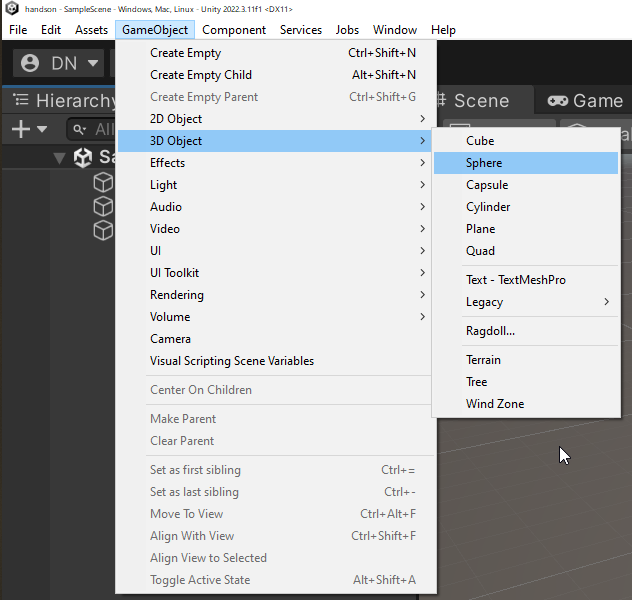 handson - SampleScene - Windows, Mac, Linux - Unity 2022.3.11f1 <DX11>
File Edit Assets GameObject Component Services Jobs Window Help
DN
Hierarchy
Scene
Game
All
Create Empty Ctrl+Shift+N
Create Empty Child Alt+Shift+N
Create Empty Parent Ctrl+Shift+G
2D Object
3D Object
Effects
Light
Audio
Video
UI
UI Toolkit
Rendering
Volume
Camera
Visual Scripting Scene Variables
Center On Children
Make Parent
Clear Parent
Set as first sibling Ctrl+=
Set as last sibling Ctrl+-
Move To View Ctrl+Alt+F
Align With View Ctrl+Shift+F
Align View to Selected
Toggle Active State Alt+Shift+A
Cube
Sphere
Capsule
Cylinder
Plane
Quad
Text - TextMeshPro
Legacy
Ragdoll...
Terrain
Tree
Wind Zone